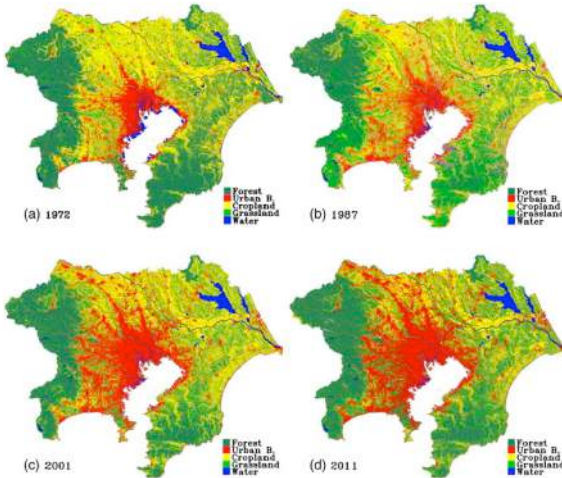 Forest
Urban B.
Cropland
Grassland
Water
(a) 1972
Forest
Urban B.
Cropland
Grassland
Water
(b) 1987
Forest
Urban B.
Cropland
Grassland
Water
(c) 2001
Forest
Urban B.
Cropland
Grassland
Water
(d) 2011